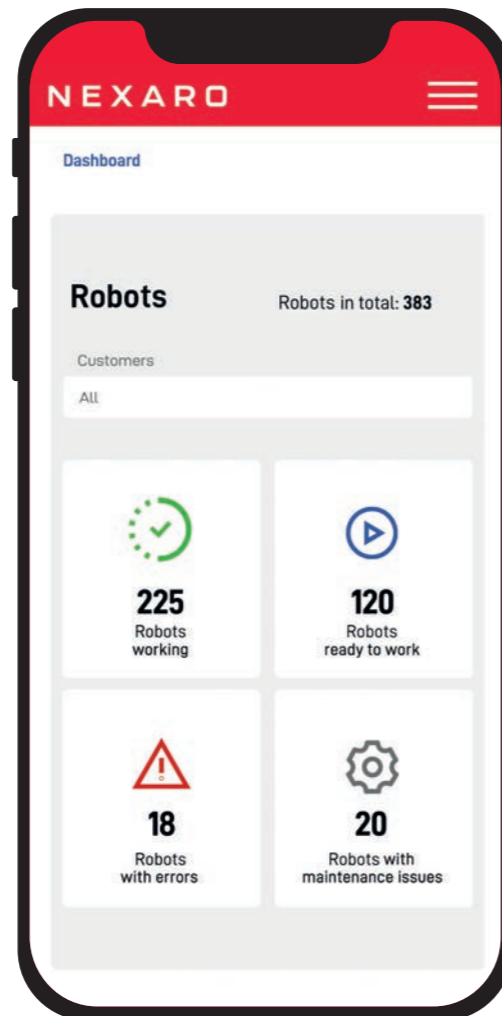 NEXARO
Dashboard
Robots
Robots in total: 383
Customers
All
225
Robots
working
120
Robots
ready to work
18
Robots
with errors
20
Robots with
maintenance issues